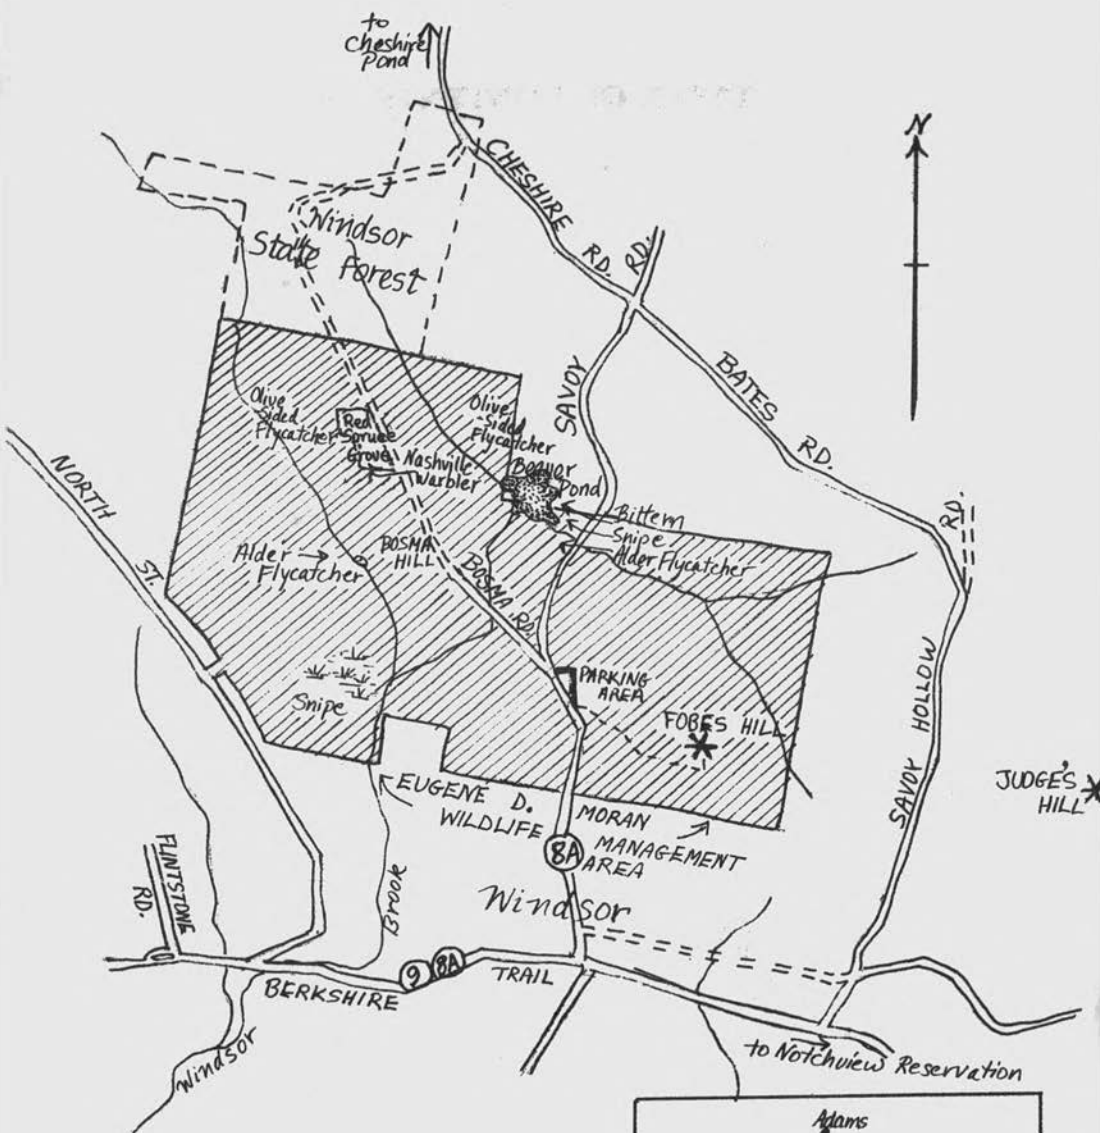 to
Cheshire
Pond
N
CHESHIRE RD.
Windsor
State Forest
SAVOY RD.
BATES RD.
Olive
Sided
Flycatcher
Red
Spruce
Grove
Nashville
Warbler
Olive
Sided
Flycatcher
Beaver
Pond
Bittern
Snipe
Alder Flycatcher
NORTH ST.
Alder
Flycatcher
BOSMA
HILL
BOSMA RD.
RD.
SAVOY HOLLOW
Snipe
PARKING
AREA
FOBES HILL
JUDGE'S
HILL
EUGENE D. MORAN
WILDLIFE MANAGEMENT
AREA
8A
FLINTSTONE
RD.
Brook
Windsor
9
8A
BERKSHIRE TRAIL
Windsor
to Notchview Reservation
Adams